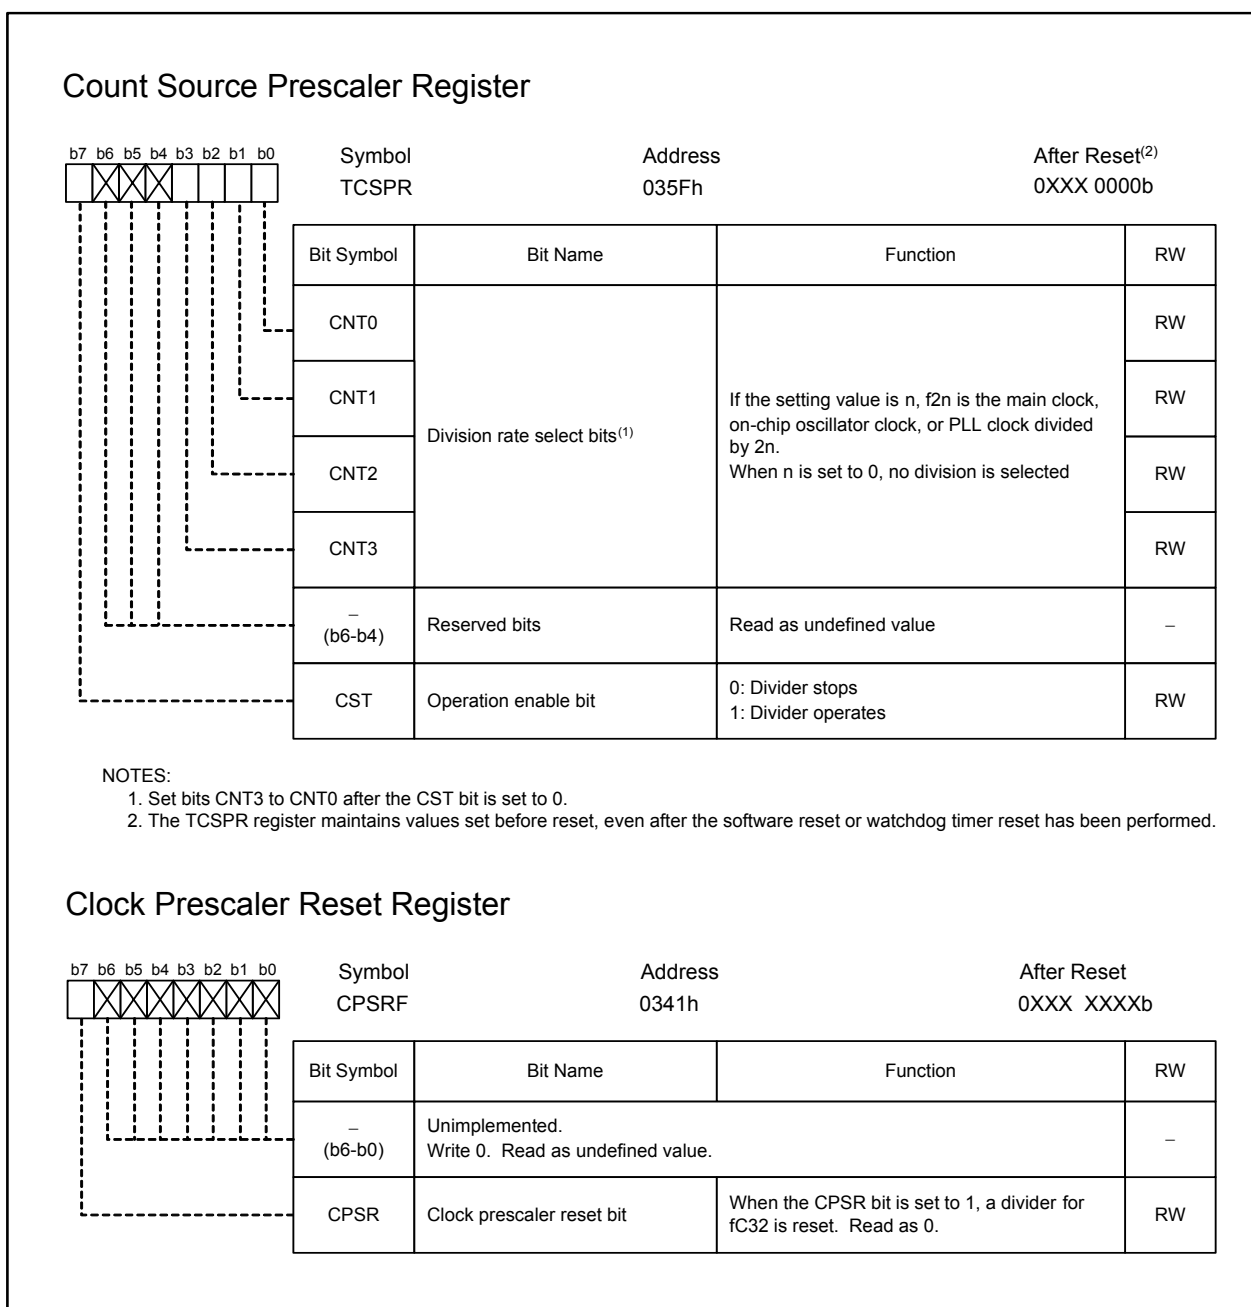 Count Source Prescaler Register
b7 b6 b5 b4 b3 b2 b1 b0
Symbol Address After Reset(2)
TCSPR 035Fh 0XXX 0000b
Bit Symbol Bit Name Function RW
CNT0 RW
CNT1 RW
Division rate select bits(1)
If the setting value is n, f2n is the main clock,
on-chip oscillator clock, or PLL clock divided
by 2n.
When n is set to 0, no division is selected
CNT2 RW
CNT3 RW
–
(b6-b4) Reserved bits Read as undefined value –
CST Operation enable bit
0: Divider stops
1: Divider operates
RW
NOTES:
1. Set bits CNT3 to CNT0 after the CST bit is set to 0.
2. The TCSPR register maintains values set before reset, even after the software reset or watchdog timer reset has been performed.
Clock Prescaler Reset Register
b7 b6 b5 b4 b3 b2 b1 b0
Symbol Address After Reset
CPSRF 0341h 0XXX XXXXb
Bit Symbol Bit Name Function RW
–
(b6-b0)
Unimplemented.
Write 0. Read as undefined value.
–
CPSR Clock prescaler reset bit
When the CPSR bit is set to 1, a divider for
fC32 is reset. Read as 0.
RW